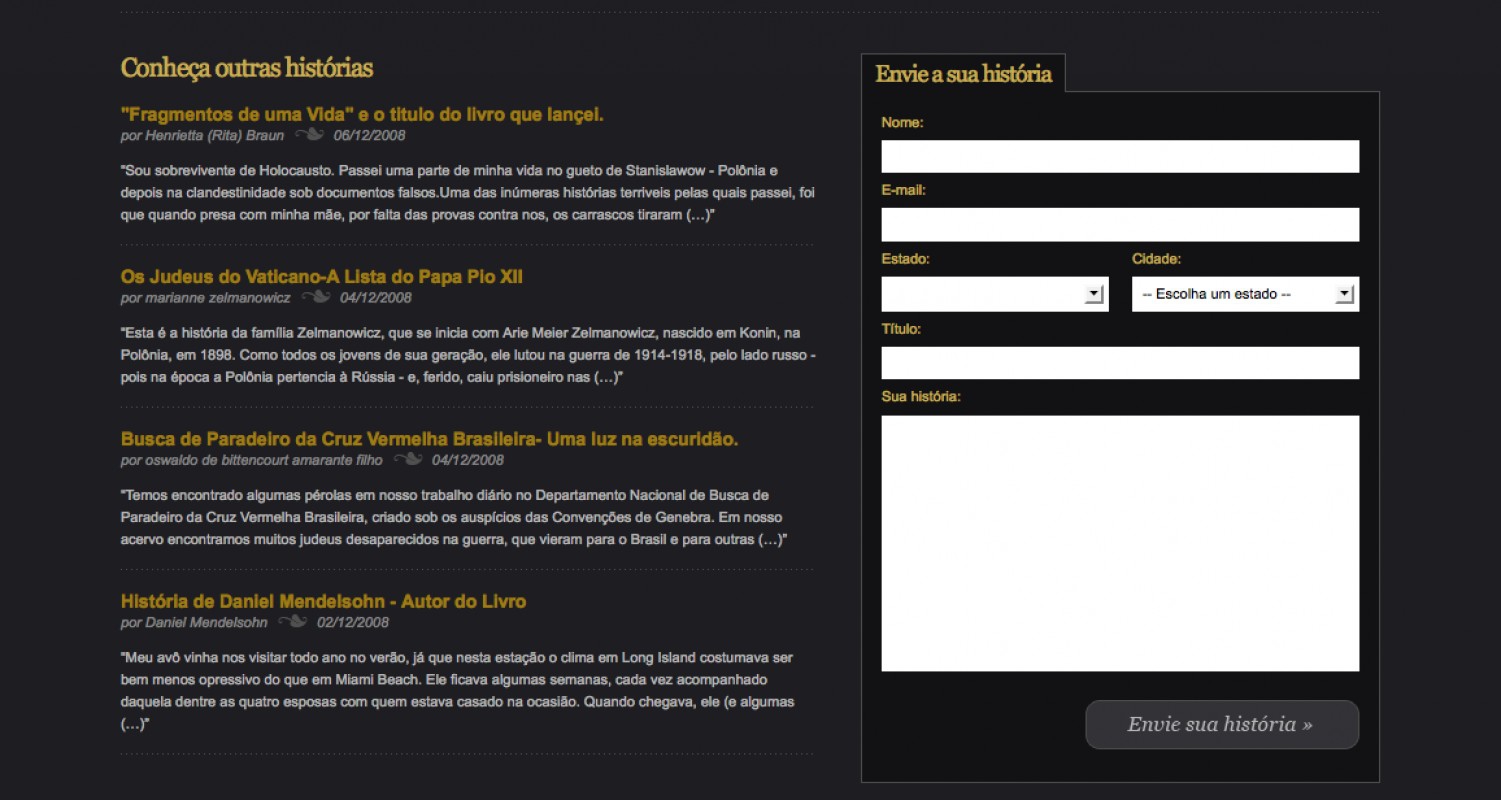 Conheça outras histórias
"Fragmentos de uma Vida" e o titulo do livro que lançei.
por Henrietta (Rita) Braun 06/12/2008
"Sou sobrevivente de Holocausto. Passei uma parte de minha vida no gueto de Stanislawow - Polônia e
depois na clandestinidade sob documentos falsos.Uma das inúmeras histórias terriveis pelas quais passei, foi
que quando presa com minha mãe, por falta das provas contra nos, os carrascos tiraram (...)"
Os Judeus do Vaticano-A Lista do Papa Pio XII
por marianne zelmanowicz 04/12/2008
"Esta é a história da família Zelmanowicz, que se inicia com Arie Meier Zelmanowicz, nascido em Konin, na
Polônia, em 1898. Como todos os jovens de sua geração, ele lutou na guerra de 1914-1918, pelo lado russo -
pois na época a Polônia pertencia à Rússia - e, ferido, caiu prisioneiro nas (...)"
Busca de Paradeiro da Cruz Vermelha Brasileira- Uma luz na escuridão.
por oswaldo de bittencourt amarante filho 04/12/2008
"Temos encontrado algumas pérolas em nosso trabalho diário no Departamento Nacional de Busca de
Paradeiro da Cruz Vermelha Brasileira, criado sob os auspícios das Convenções de Genebra. Em nosso
acervo encontramos muitos judeus desaparecidos na guerra, que vieram para o Brasil e para outras (...)"
História de Daniel Mendelsohn - Autor do Livro
por Daniel Mendelsohn 02/12/2008
"Meu avô vinha nos visitar todo ano no verão, já que nesta estação o clima em Long Island costumava ser
bem menos opressivo do que em Miami Beach. Ele ficava algumas semanas, cada vez acompanhado
daquela dentre as quatro esposas com quem estava casado na ocasião. Quando chegava, ele (e algumas
(...)"
Envie a sua história
Nome:
E-mail:
Estado: Cidade:
-- Escolha um estado --
Título:
Sua história:
Envie sua história »